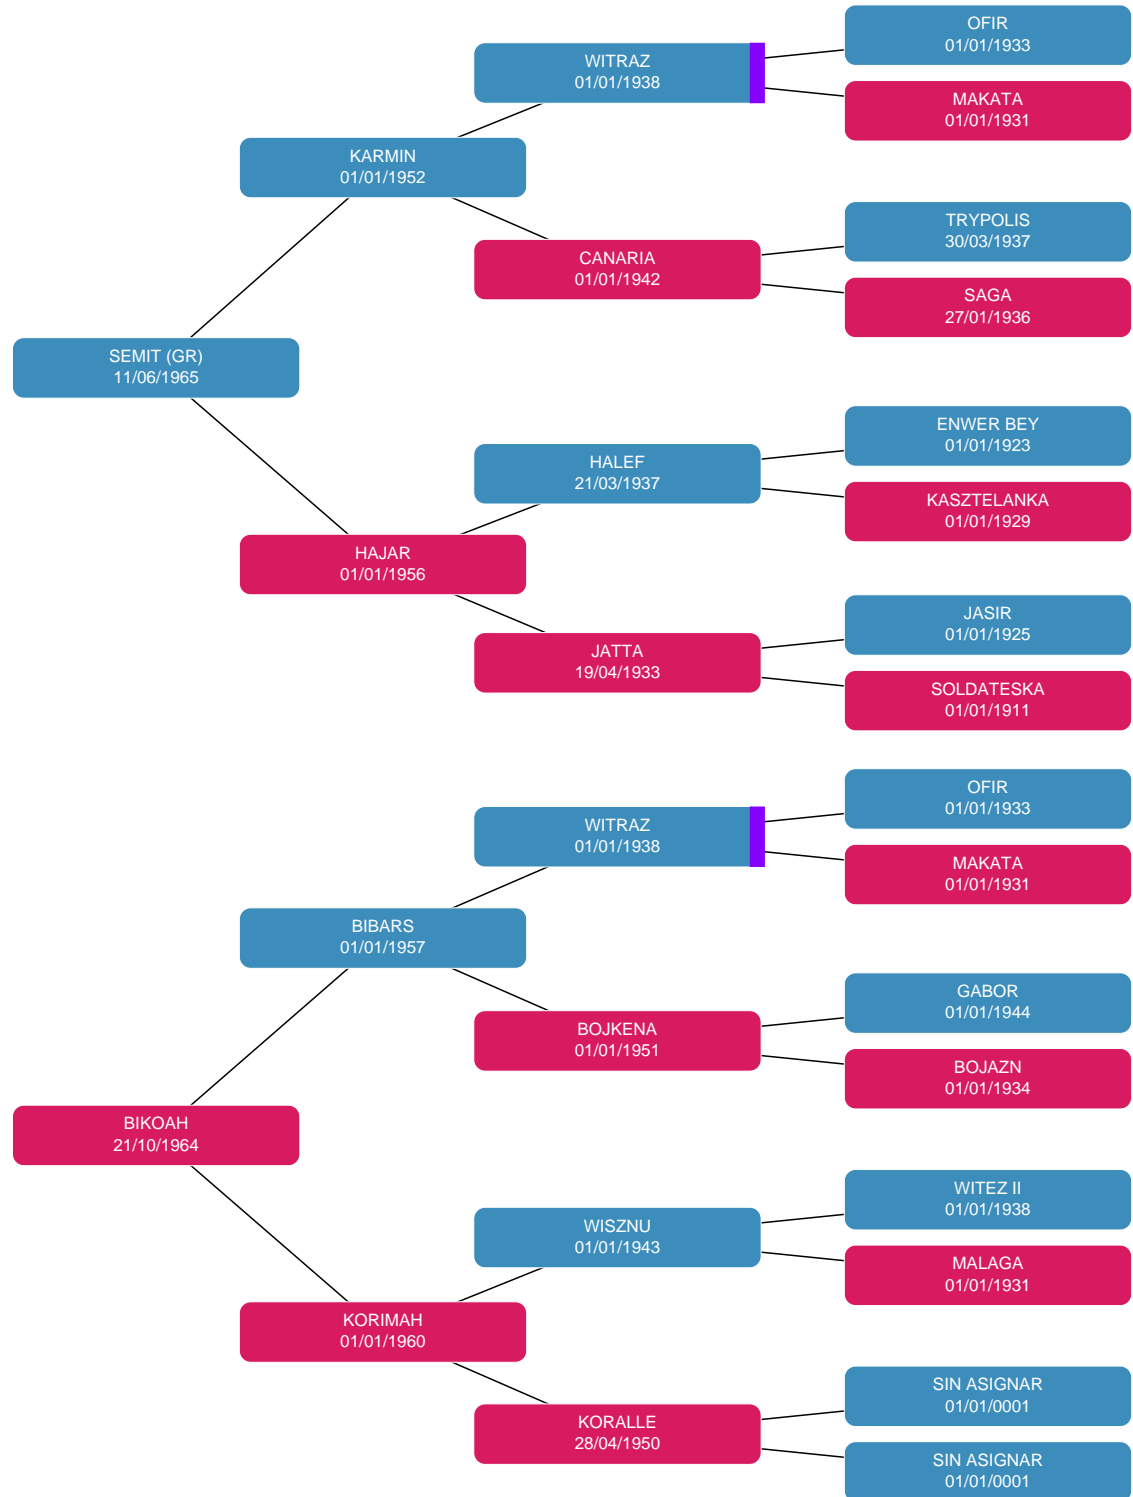 OFIR
01/01/1933
WITRAZ
01/01/1938
MAKATA
01/01/1931
KARMIN
01/01/1952
TRYPOLIS
30/03/1937
CANARIA
01/01/1942
SAGA
27/01/1936
SEMIT (GR)
11/06/1965
ENWER BEY
01/01/1923
HALEF
21/03/1937
KASZTELANKA
01/01/1929
HAJAR
01/01/1956
JASIR
01/01/1925
JATTA
19/04/1933
SOLDATESKA
01/01/1911
OFIR
01/01/1933
WITRAZ
01/01/1938
MAKATA
01/01/1931
BIBARS
01/01/1957
GABOR
01/01/1944
BOJKENA
01/01/1951
BOJAZN
01/01/1934
BIKOAH
21/10/1964
WITEZ II
01/01/1938
WISZNU
01/01/1943
MALAGA
01/01/1931
KORIMAH
01/01/1960
SIN ASIGNAR
01/01/0001
KORALLE
28/04/1950
SIN ASIGNAR
01/01/0001